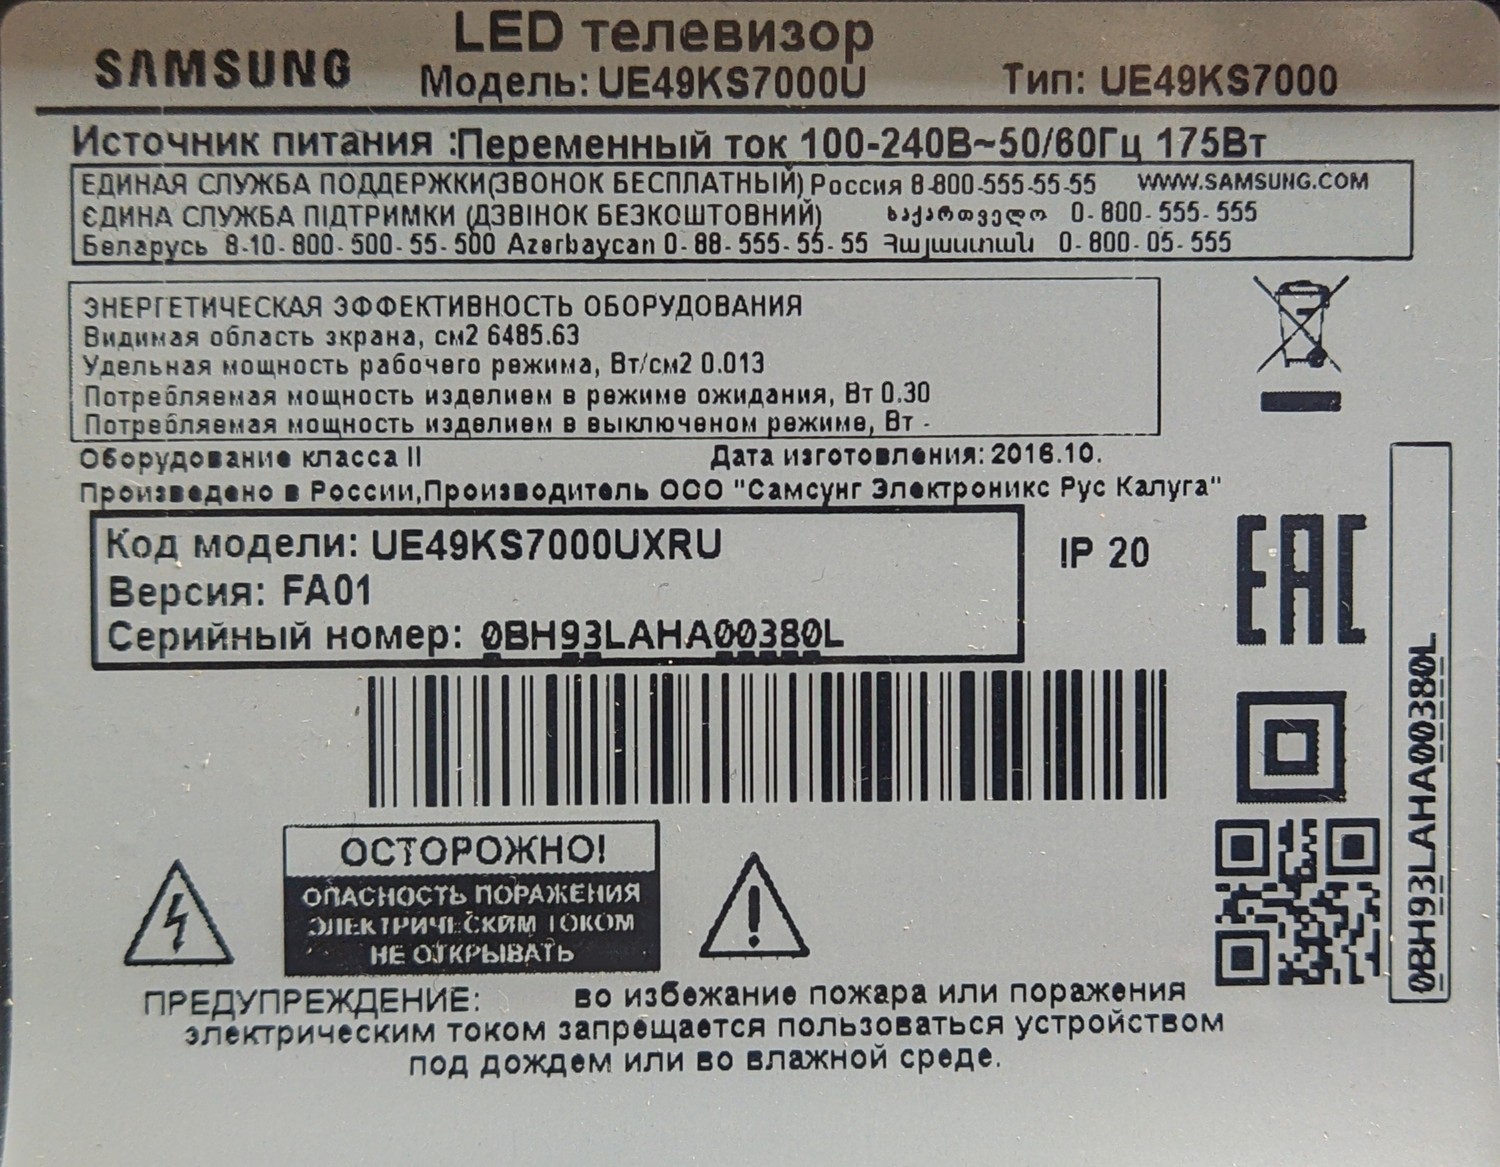 LED телевизор
SAMSUNG Модель: UE49KS7000U Тип: UE49KS7000
Источник питания :Переменный ток 100-240В~50/60Гц 175Вт
ЕДИНАЯ СЛУЖБА ПОДДЕРЖКИ(ЗВОНОК БЕСПЛАТНЫЙ) Россия 8-800-555-55-55 WWW.SAMSUNG.COM
ЄДИНА СЛУЖБА ПІДТРИМКИ (ДЗВІНОК БЕЗКОШТОВНИЙ) საქართველო 0-800-555-555
Беларусь 8-10-800-500-55-500 Azerbaycan 0-88-555-55-55 Հայաստան 0-800-05-555
ЭНЕРГЕТИЧЕСКАЯ ЭФФЕКТИВНОСТЬ ОБОРУДОВАНИЯ
Видимая область зкрана, см2 6485.63
Удельная мощность рабочего режима, Вт/см2 0.013
Потребляемая мощность изделием в режиме ожидания, Вт 0.30
Потребляемая мощность изделием в выключеном режиме, Вт -
Оборудование класса II Дата изготовления: 2016.10.
Произведено в России,Производитель ООО "Самсунг Электроникс Рус Калуга"
Код модели: UE49KS7000UXRU
Версия: FA01
Серийный номер: 0BH93LAHA00380L
IP 20
EAC
0BH93LAHA00380L
ОСТОРОЖНО!
ОПАСНОСТЬ ПОРАЖЕНИЯ
ЭЛЕКТРИЧЕСКИМ ТОКОМ
НЕ ОТКРЫВАТЬ
ПРЕДУПРЕЖДЕНИЕ: во избежание пожара или поражения
электрическим током запрещается пользоваться устройством
под дождем или во влажной среде.